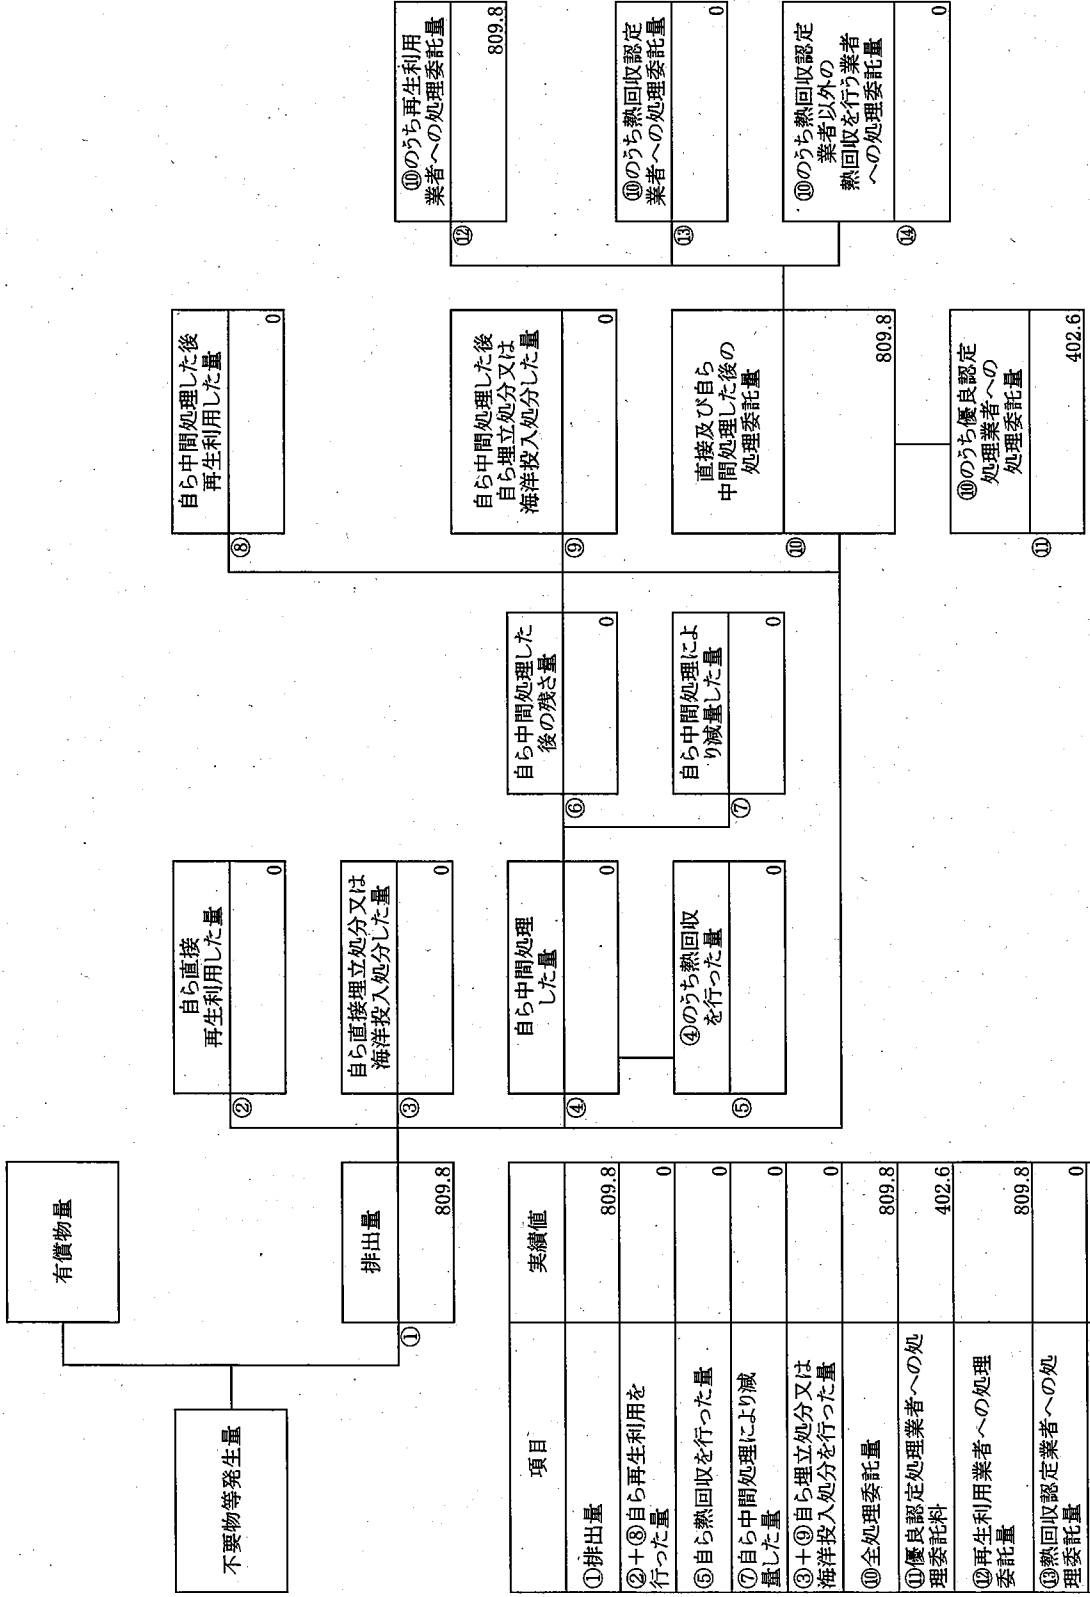 不要物等発生量
有償物量
排出量
①
809.8
自ら直接
再生利用した量
②
0
自ら直接埋立処分又は
海洋投入処分した量
③
0
自ら中間処理
した量
④
0
④のうち熱回収
を行った量
⑤
0
自ら中間処理した
後の残さ量
⑥
0
自ら中間処理によ
り減量した量
⑦
0
自ら中間処理した後
再生利用した量
⑧
0
自ら中間処理した後
自ら埋立処分又は
海洋投入処分した量
⑨
0
直接及び自ら
中間処理した後の
処理委託量
⑩
809.8
⑩のうち優良認定
処理業者への
処理委託量
⑪
402.6
⑩のうち再生利用
業者への処理委託量
⑫
809.8
⑩のうち熱回収認定
業者への処理委託量
⑬
0
⑩のうち熱回収認定
業者以外の
熱回収を行う業者
への処理委託量
⑭
0
項目 実績値
①排出量 809.8
②+⑧自ら再生利用を
行った量 0
⑤自ら熱回収を行った量 0
⑦自ら中間処理により減
量した量 0
③+⑨自ら埋立処分又は
海洋投入処分を行った量 0
⑩全処理委託量 809.8
⑪優良認定処理業者への処
理委託料 402.6
⑫再生利用業者への処理
委託量 809.8
⑬熱回収認定業者への処
理委託量 0